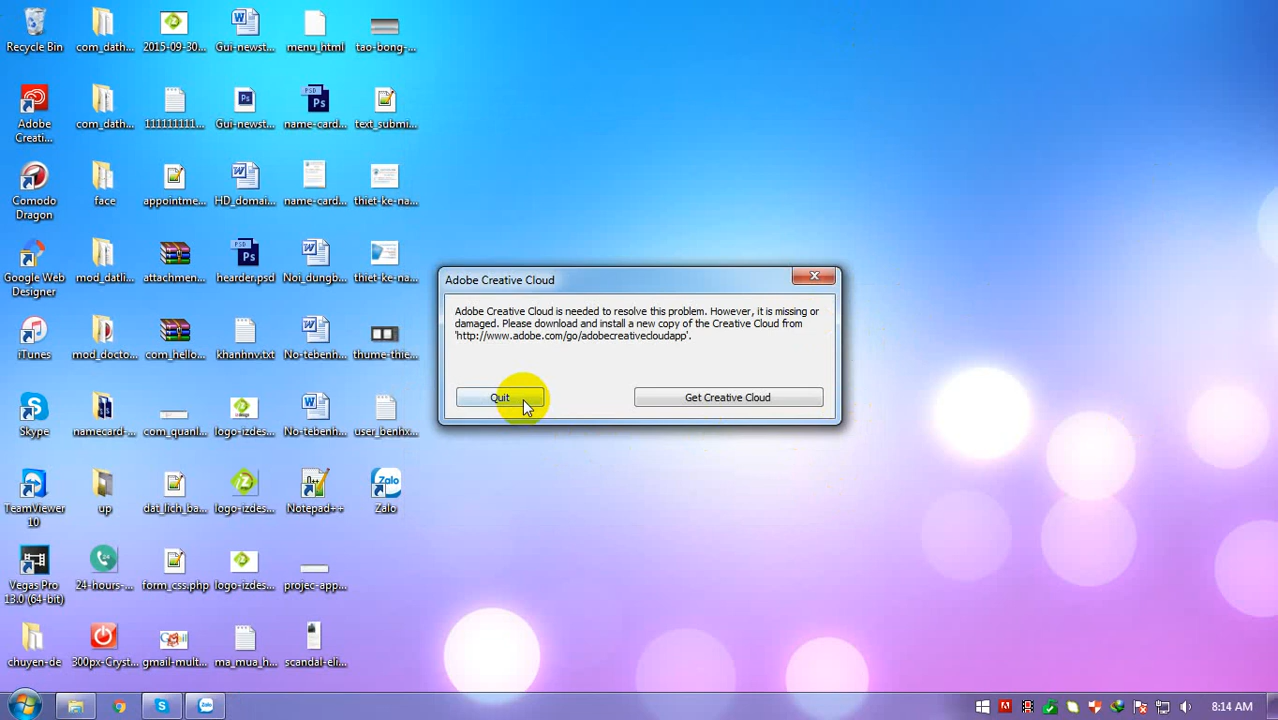 Recycle Bin
com_dath...
2015-09-30...
Gui-newst...
menu_html
tao-bong-...
Adobe
Creati...
com_dath...
111111111...
Gui-newst...
name-card...
text_submi...
Comodo
Dragon
face
appointme...
HD_domai...
name-card...
thiet-ke-na...
Google Web
Designer
mod_datli...
attachmen...
hearder.psd
Noi_dungb...
thiet-ke-na...
iTunes
mod_docto...
com_hello...
khanhnv.txt
No-tebenh...
thume-thie...
Skype
namecard-...
com_quanl...
logo-izdes...
No-tebenh...
user_benhx...
TeamViewer
10
up
dat_lich_ba...
logo-izdes...
Notepad++
Zalo
Vegas Pro
13.0 (64-bit)
24-hours-...
form_css.php
logo-izdes...
projec-app...
chuyen-de
300px-Cryst...
gmail-mult...
ma_mua_h...
scandal-eli...
Adobe Creative Cloud
Adobe Creative Cloud is needed to resolve this problem. However, it is missing or
damaged. Please download and install a new copy of the Creative Cloud from
'http://www.adobe.com/go/adobecreativecloudapp'.
Quit
Get Creative Cloud
8:14 AM